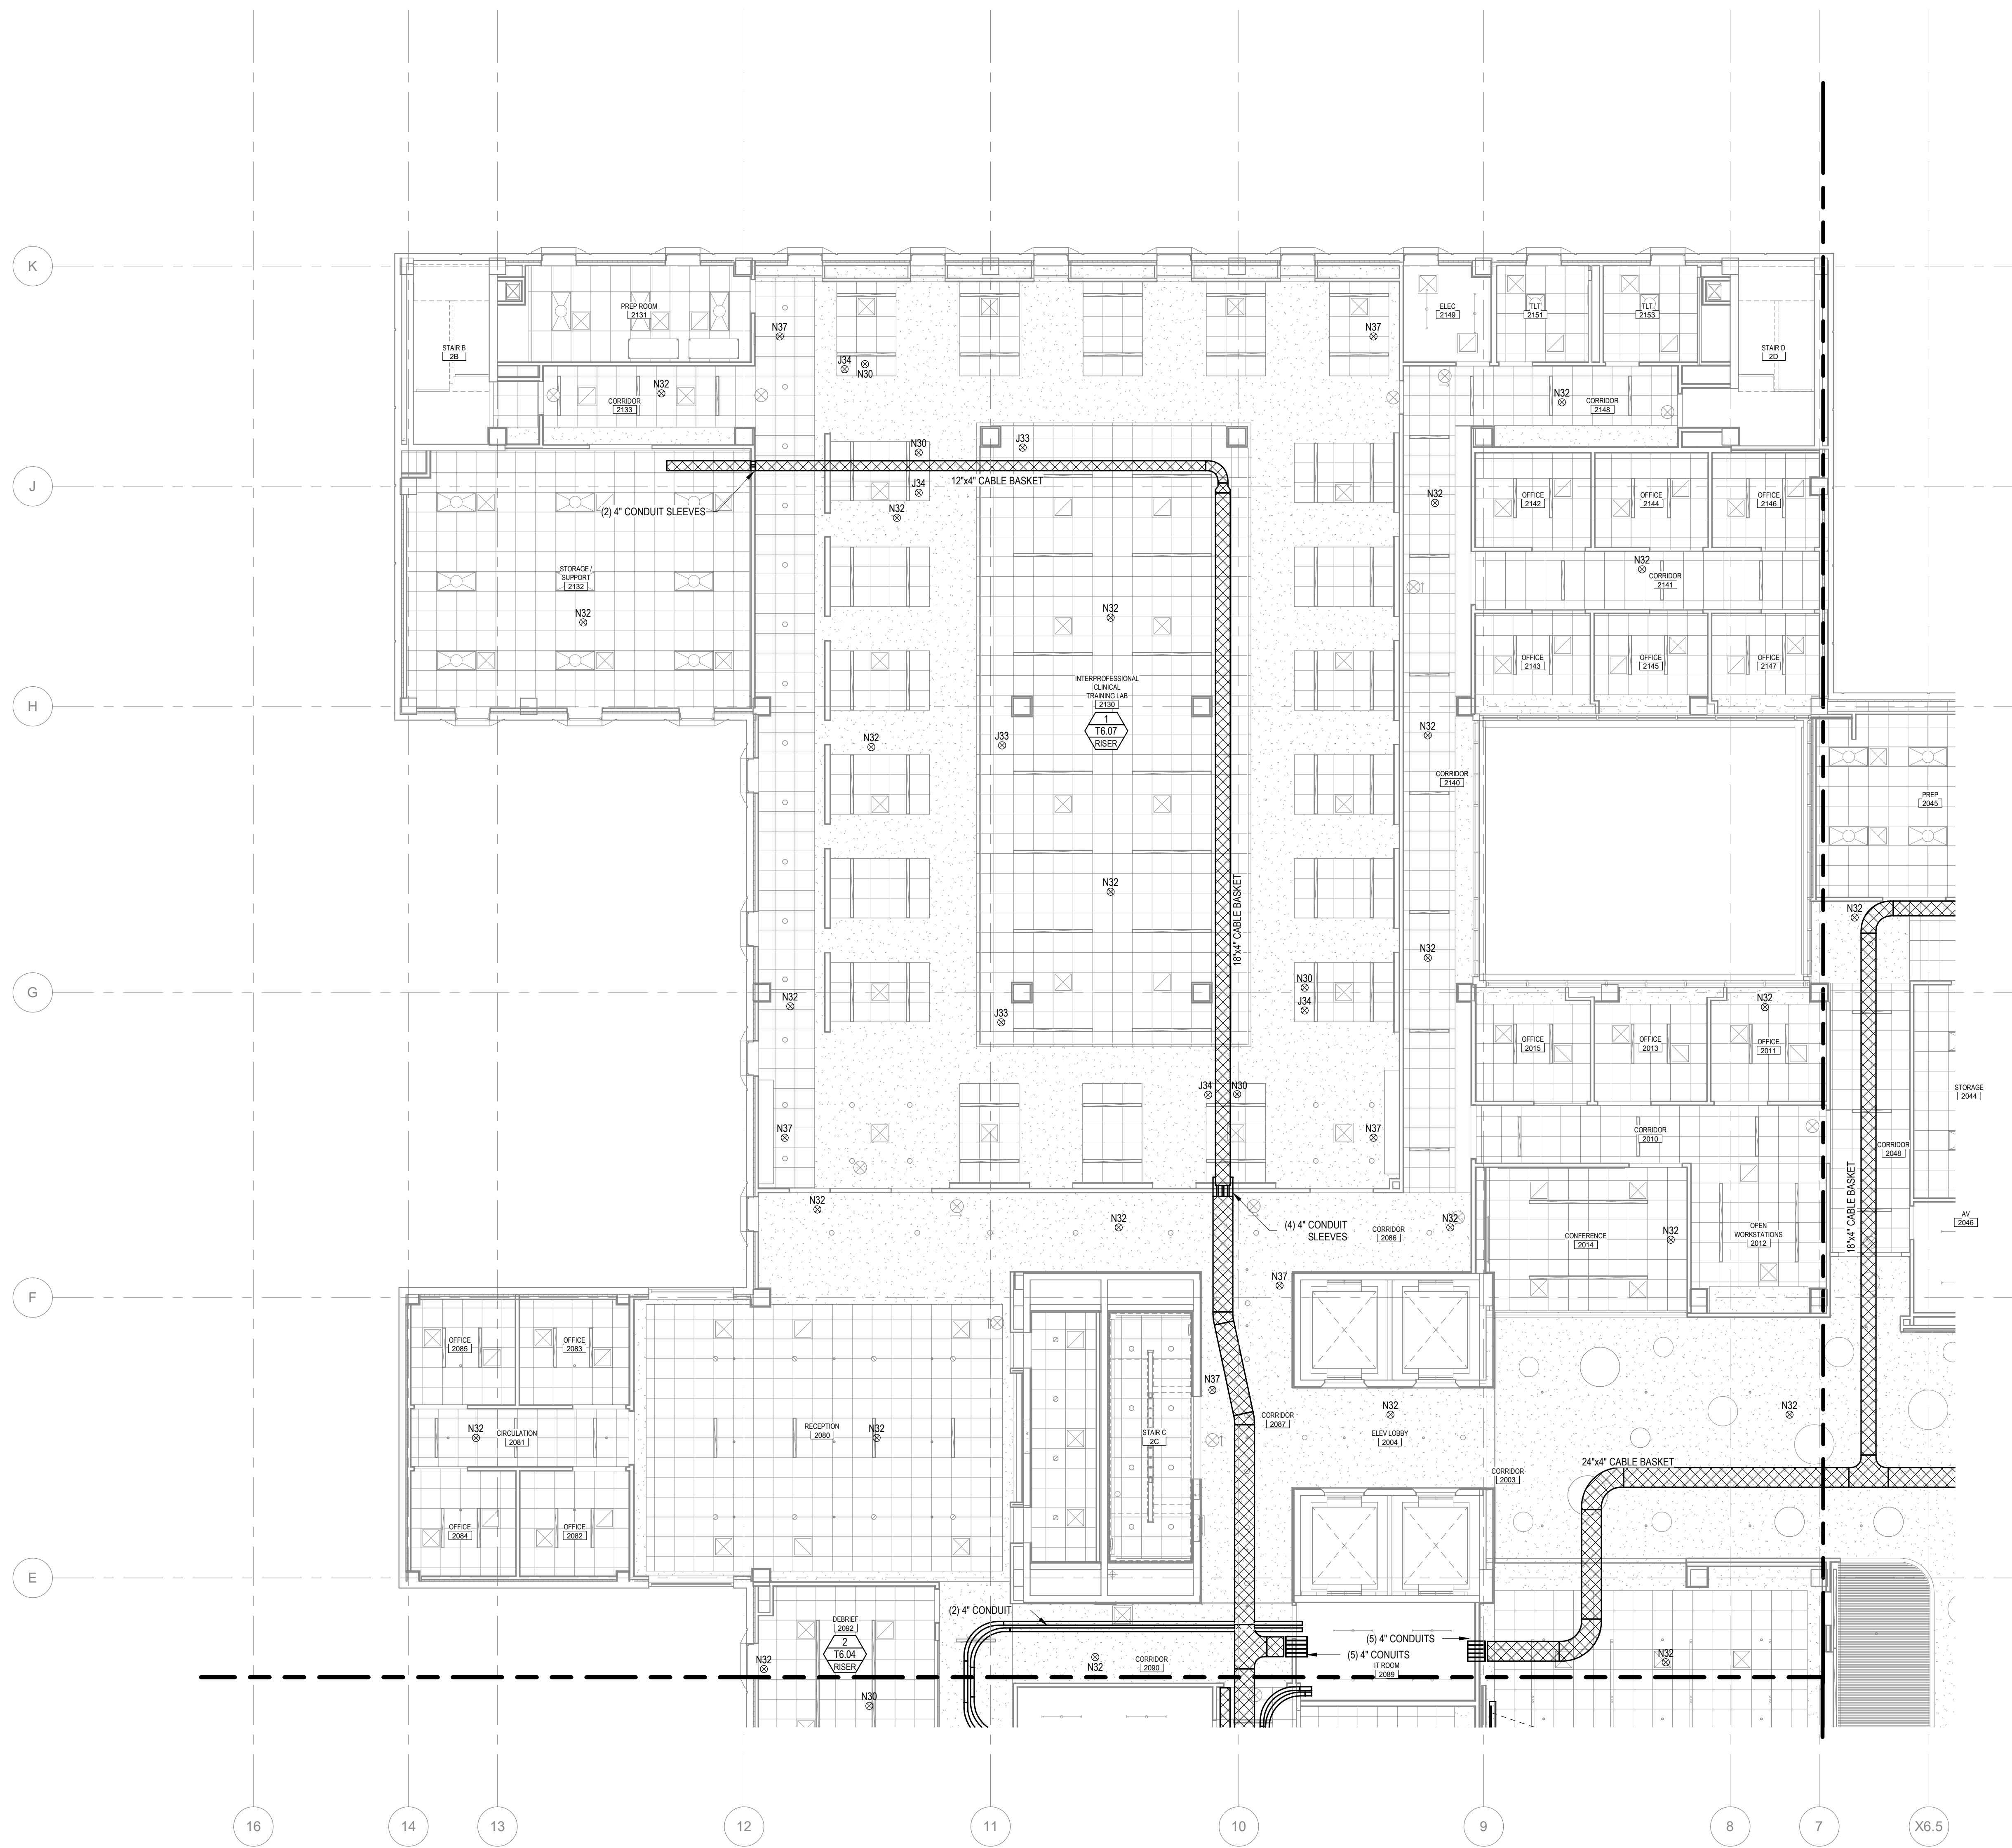 K
PREP ROOM
2131
ELEC
2149
TLT
2151
TLT
2153
N37
N37
STAIR B
2B
STAIR D
2D
J34
N30
N32
CORRIDOR
2133
N32
CORRIDOR
2148
J33
N30
J
12"x4" CABLE BASKET
J34
N32
(2) 4" CONDUIT SLEEVES
N32
OFFICE
2142
OFFICE
2144
OFFICE
2146
STORAGE /
SUPPORT
2132
N32
N32
CORRIDOR
2141
N32
OFFICE
2143
OFFICE
2145
OFFICE
2147
INTERPROFESSIONAL
CLINICAL
TRAINING LAB
2130
1
T6.07
RISER
H
J33
N32
N32
CORRIDOR
2140
PREP
2045
N32
18"x4" CABLE BASKET
N32
N32
G
N32
J33
N30
J34
N32
OFFICE
2015
OFFICE
2013
OFFICE
2011
J34
N30
STORAGE
2044
N37
N37
CORRIDOR
2010
CORRIDOR
2048
18"x4" CABLE BASKET
N32
N32
(4) 4" CONDUIT
SLEEVES
CORRIDOR
2086
N32
CONFERENCE
2014
N32
OPEN
WORKSTATIONS
2012
AV
2046
F
N37
OFFICE
2085
OFFICE
2083
N37
N32
CIRCULATION
2081
RECEPTION
2080
N32
STAIR C
2C
CORRIDOR
2087
N32
ELEV LOBBY
2004
N32
CORRIDOR
2003
24"x4" CABLE BASKET
OFFICE
2084
OFFICE
2082
E
(2) 4" CONDUIT
DEBRIEF
2092
2
T6.04
RISER
N32
N30
N32
CORRIDOR
2090
(5) 4" CONDUITS
(5) 4" CONUITS
IT ROOM
2089
N32
16
14
13
12
11
10
9
8
7
X6.5